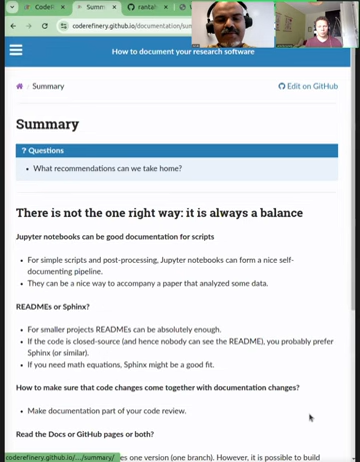 CodeR
Summ
rantal
coderefinery.github.io/documentation/sum
How to document your research software
Summary
Edit on GitHub
Summary
? Questions
• What recommendations can we take home?
There is not the one right way: it is always a balance
Jupyter notebooks can be good documentation for scripts
• For simple scripts and post-processing, Jupyter notebooks can form a nice self-
documenting pipeline.
• They can be a nice way to accompany a paper that analyzed some data.
READMEs or Sphinx?
• For smaller projects READMEs can be absolutely enough.
• If the code is closed-source (and hence nobody can see the README), you probably prefer
Sphinx (or similar).
• If you need math equations, Sphinx might be a good fit.
How to make sure that code changes come together with documentation changes?
• Make documentation part of your code review.
Read the Docs or GitHub pages or both?
coderefinery.github.io/.../summary/
es one version (one branch). However, it is possible to build